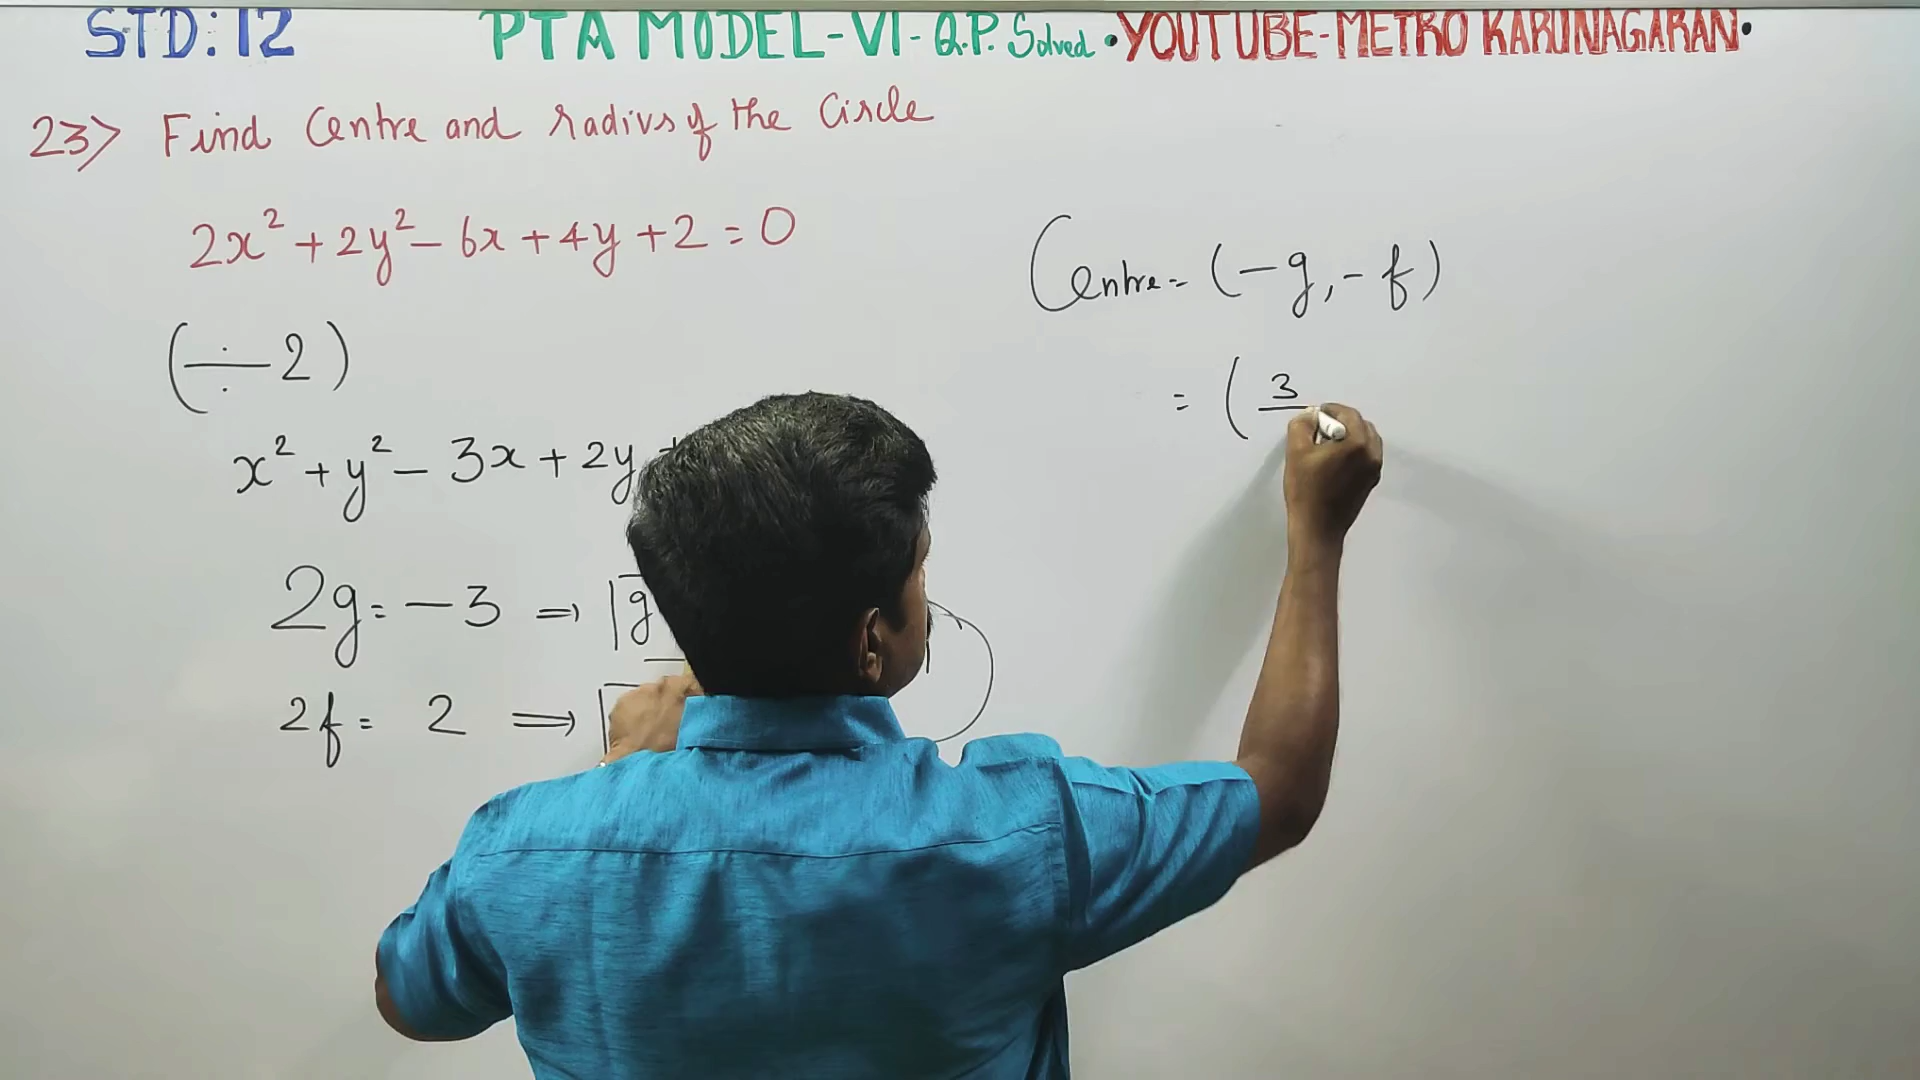 STD: 12 PTA MODEL-VI-Q.P. Solved • YOUTUBE-METRO KARUNAGARAN•
23> Find Centre and radius of the Circle
2x² + 2y² - 6x + 4y + 2 = 0
(÷2)
x² + y² - 3x + 2y +
2g = -3 ⇒ g
2f = 2 ⇒
Centre = (-g, -f)
= ( 3